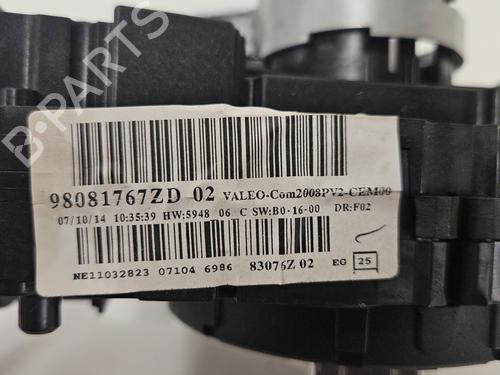 B-PARTS
98081767ZD 02 VALEO-Com2008PV2-CEM00
07/10/14 10:35:39 HW:5948 06 C SW:B0-16-00 DR:F02
NE11032823 07104 6986 83076Z 02 EG 25